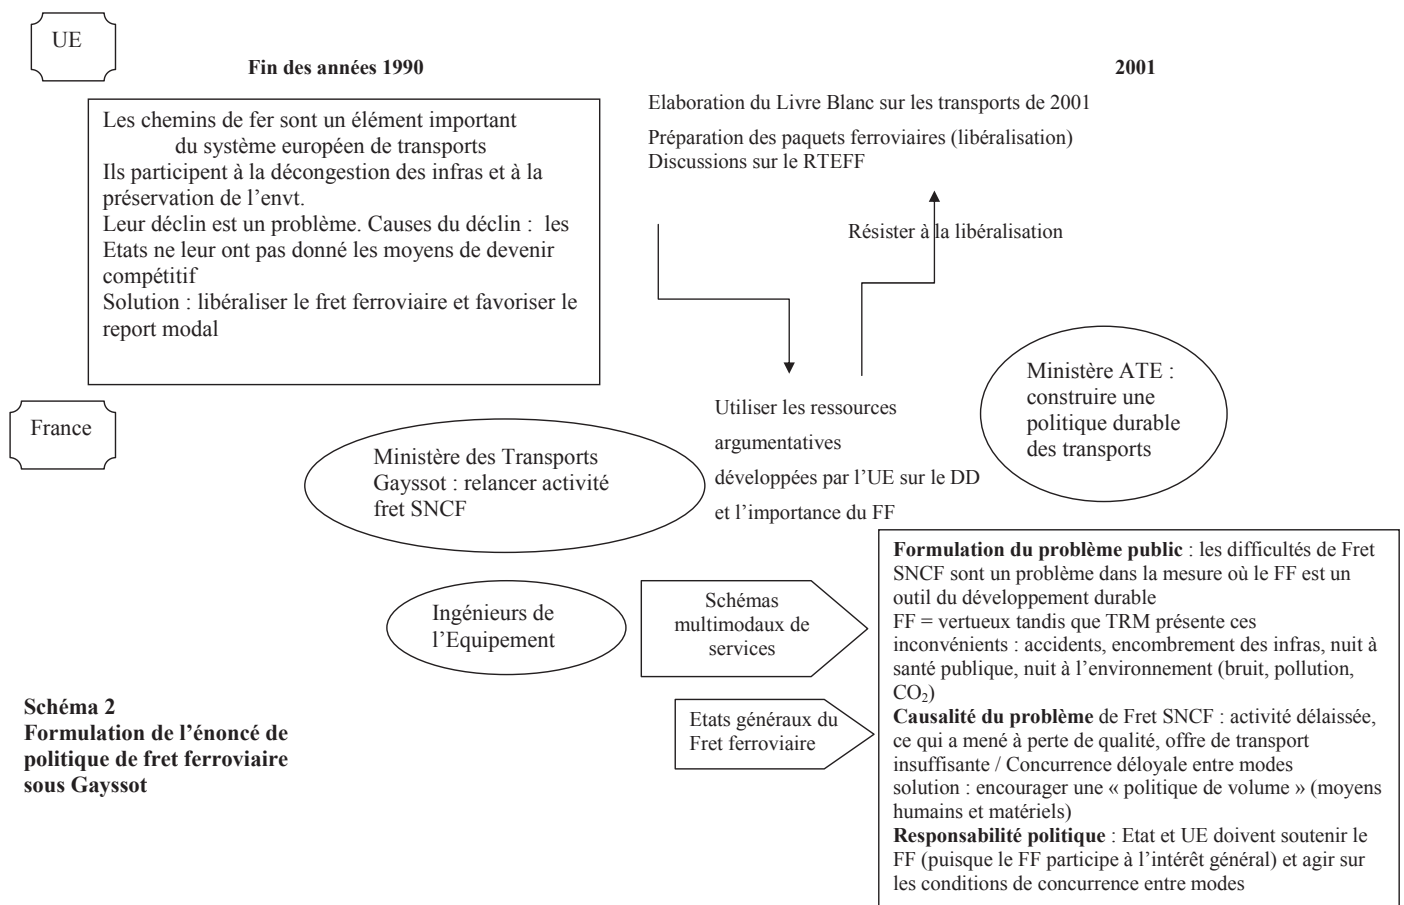 UE
Fin des années 1990
2001
Les chemins de fer sont un élément important
du système européen de transports
Ils participent à la décongestion des infras et à la
préservation de l'envt.
Leur déclin est un problème. Causes du déclin : les
Etats ne leur ont pas donné les moyens de devenir
compétitif
Solution : libéraliser le fret ferroviaire et favoriser le
report modal
Elaboration du Livre Blanc sur les transports de 2001
Préparation des paquets ferroviaires (libéralisation)
Discussions sur le RTEFF
Résister à la libéralisation
France
Ministère des Transports
Gayssot : relancer activité
fret SNCF
Utiliser les ressources
argumentatives
développées par l'UE sur le DD
et l'importance du FF
Ministère ATE :
construire une
politique durable
des transports
Ingénieurs de
l'Equipement
Schémas
multimodaux de
services
Etats généraux du
Fret ferroviaire
Formulation du problème public : les difficultés de Fret
SNCF sont un problème dans la mesure où le FF est un
outil du développement durable
FF = vertueux tandis que TRM présente ces
inconvénients : accidents, encombrement des infras, nuit à
santé publique, nuit à l'environnement (bruit, pollution,
CO₂)
Causalité du problème de Fret SNCF : activité délaissée,
ce qui a mené à perte de qualité, offre de transport
insuffisante / Concurrence déloyale entre modes
solution : encourager une « politique de volume » (moyens
humains et matériels)
Responsabilité politique : Etat et UE doivent soutenir le
FF (puisque le FF participe à l'intérêt général) et agir sur
les conditions de concurrence entre modes
Schéma 2
Formulation de l'énoncé de
politique de fret ferroviaire
sous Gayssot